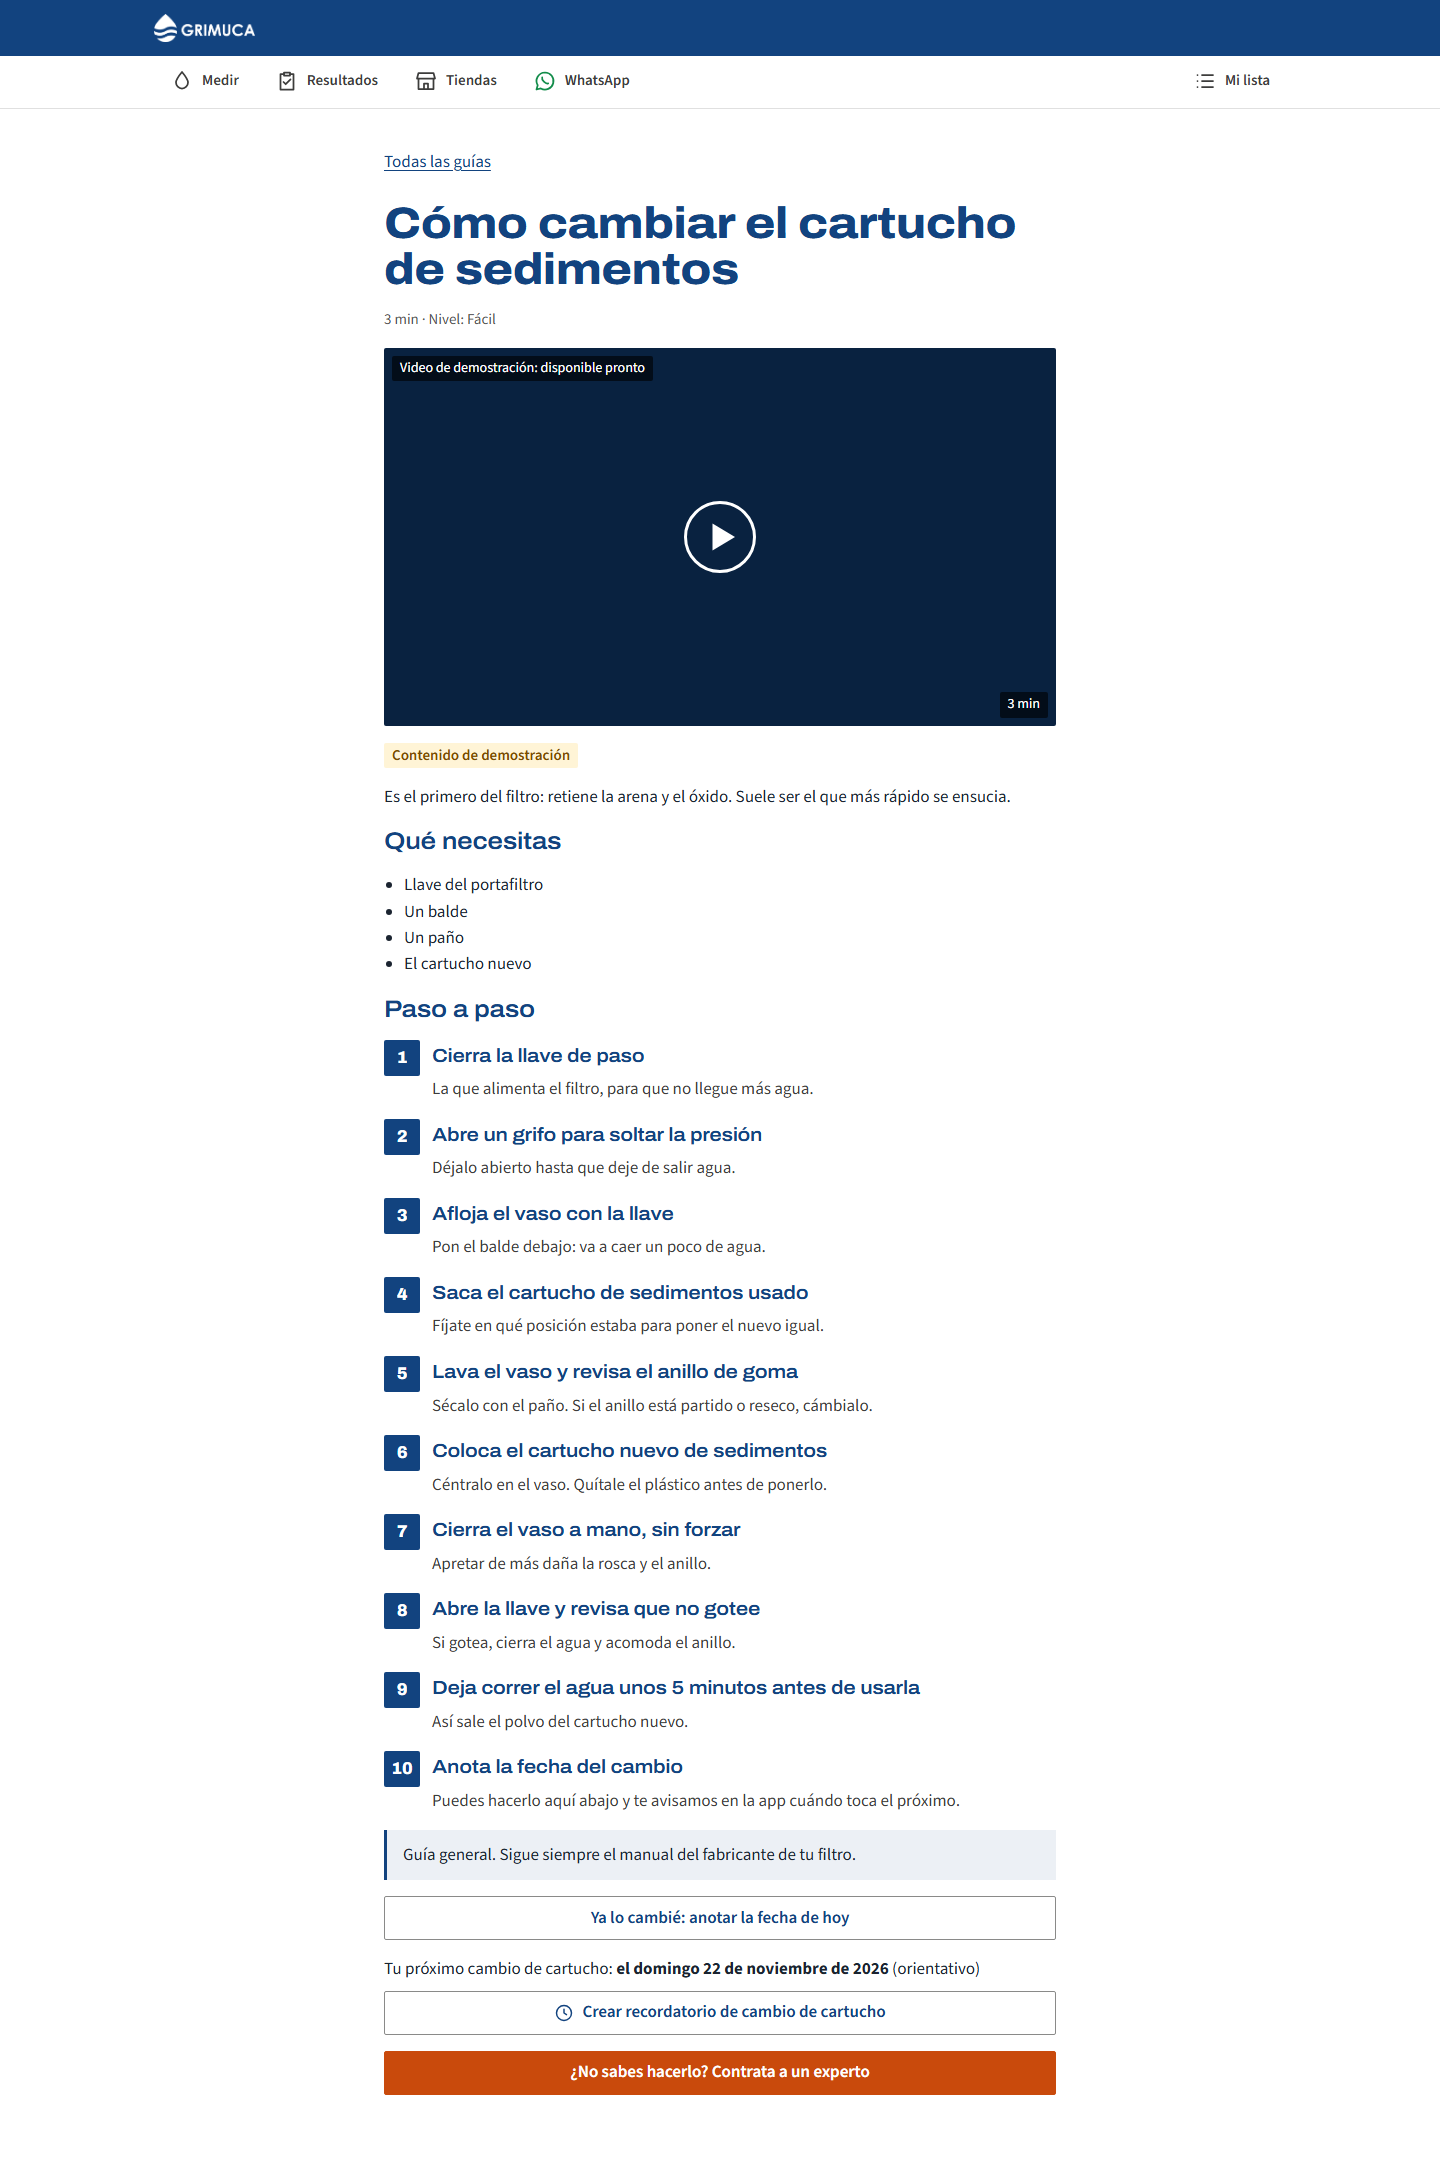 GRIMUCA
Medir
Resultados
Tiendas
WhatsApp
Mi lista
Todas las guías
Cómo cambiar el cartucho
de sedimentos
3 min · Nivel: Fácil
Video de demostración: disponible pronto
3 min
Contenido de demostración
Es el primero del filtro: retiene la arena y el óxido. Suele ser el que más rápido se ensucia.
Qué necesitas
• Llave del portafiltro
• Un balde
• Un paño
• El cartucho nuevo
Paso a paso
1 Cierra la llave de paso
La que alimenta el filtro, para que no llegue más agua.
2 Abre un grifo para soltar la presión
Déjalo abierto hasta que deje de salir agua.
3 Afloja el vaso con la llave
Pon el balde debajo: va a caer un poco de agua.
4 Saca el cartucho de sedimentos usado
Fíjate en qué posición estaba para poner el nuevo igual.
5 Lava el vaso y revisa el anillo de goma
Sécalo con el paño. Si el anillo está partido o reseco, cámbialo.
6 Coloca el cartucho nuevo de sedimentos
Céntralo en el vaso. Quítale el plástico antes de ponerlo.
7 Cierra el vaso a mano, sin forzar
Apretar de más daña la rosca y el anillo.
8 Abre la llave y revisa que no gotee
Si gotea, cierra el agua y acomoda el anillo.
9 Deja correr el agua unos 5 minutos antes de usarla
Así sale el polvo del cartucho nuevo.
10 Anota la fecha del cambio
Puedes hacerlo aquí abajo y te avisamos en la app cuándo toca el próximo.
Guía general. Sigue siempre el manual del fabricante de tu filtro.
Ya lo cambié: anotar la fecha de hoy
Tu próximo cambio de cartucho: el domingo 22 de noviembre de 2026 (orientativo)
Crear recordatorio de cambio de cartucho
¿No sabes hacerlo? Contrata a un experto